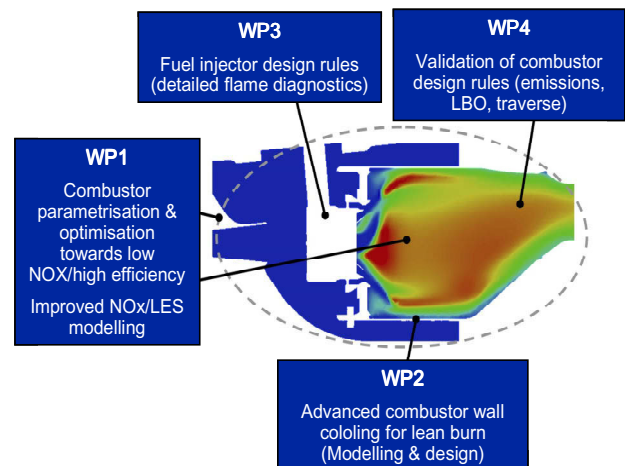 WP3
Fuel injector design rules
(detailed flame diagnostics)
WP4
Validation of combustor
design rules (emissions,
LBO, traverse)
WP1
Combustor
parametrisation &
optimisation
towards low
NOX/high efficiency
Improved NOx/LES
modelling
WP2
Advanced combustor wall
cololing for lean burn
(Modelling & design)